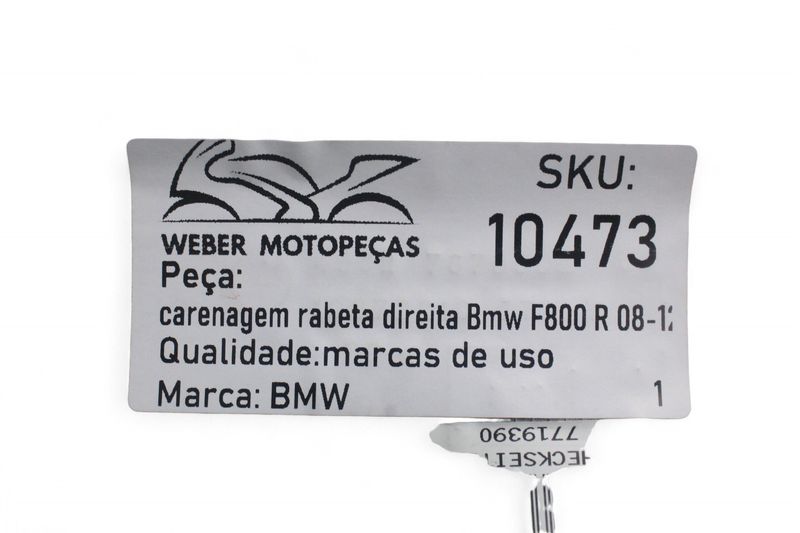 SKU:
10473
WEBER MOTOPEÇAS
Peça:
carenagem rabeta direita Bmw F800 R 08-12
Qualidade:marcas de uso
Marca: BMW 1
7719390